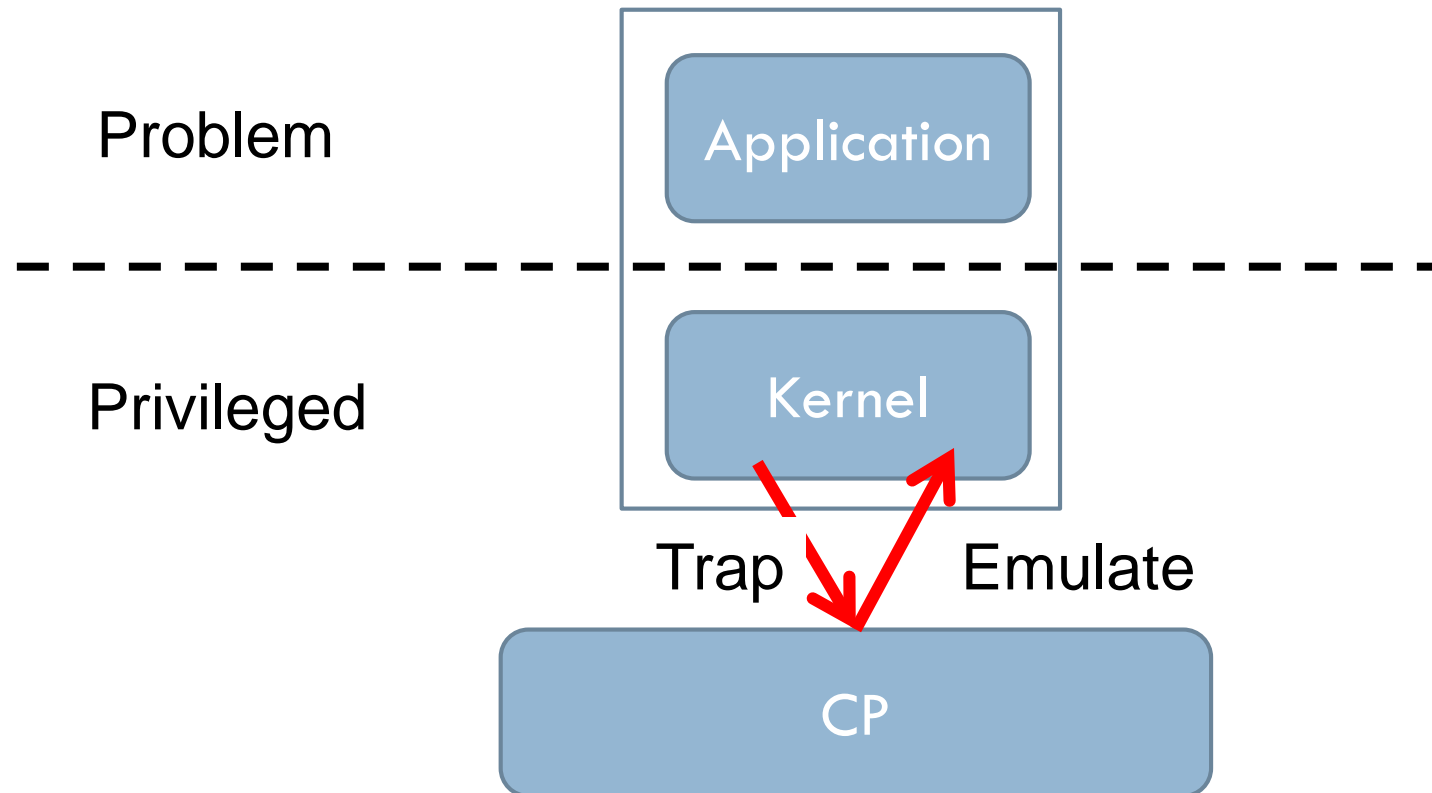 Problem
Application
Privileged
Kernel
Trap
Emulate
CP